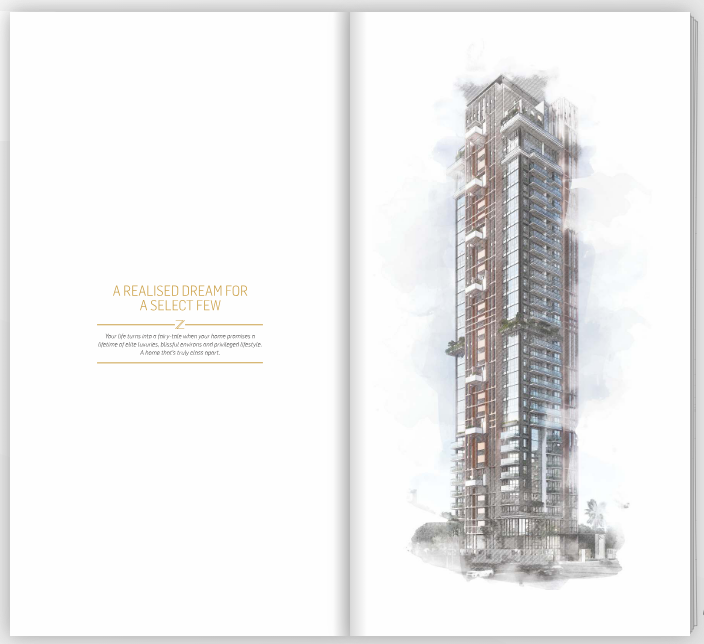 A REALISED DREAM FOR
A SELECT FEW
Z
Your life turns into a fairy-tale when your home promises a
lifetime of elite luxuries, blissful environs and privileged lifestyle.
A home that's truly class apart.